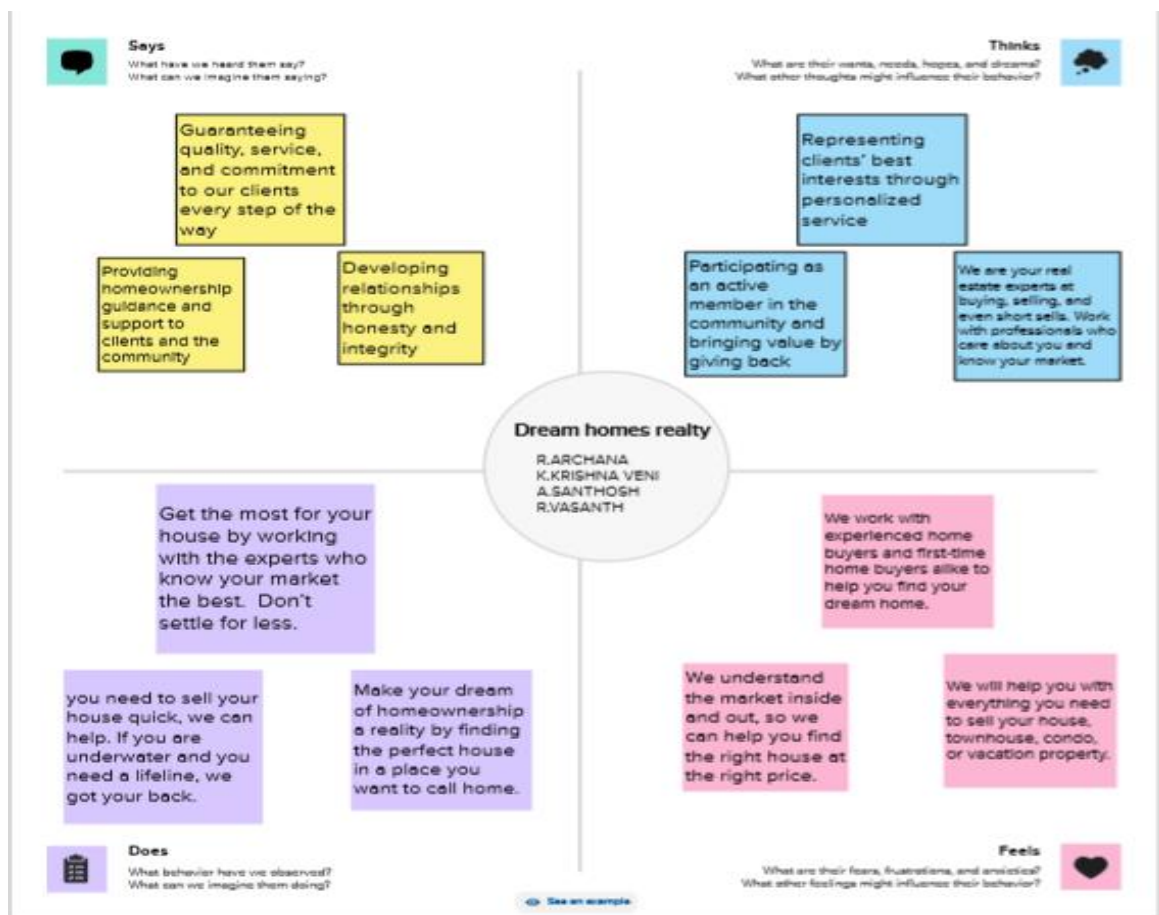 Says
What have we heard them say?
What can we imagine them saying?
Thinks
What are their wants, needs, hopes, and dreams?
What other thoughts might influence their behavior?
Guaranteeing
quality, service,
and commitment
to our clients
every step of the
way
Providing
homeownership
guidance and
support to
clients and the
community
Developing
relationships
through
honesty and
integrity
Representing
clients' best
interests through
personalized
service
Participating as
an active
member in the
community and
bringing value by
giving back
We are your real
estate experts at
buying, selling, and
even short sells. Work
with professionals who
care about you and
know your market.
Dream homes realty
R.ARCHANA
K.KRISHNA VENI
A.SANTHOSH
R.VASANTH
Get the most for your
house by working
with the experts who
know your market
the best. Don't
settle for less.
you need to sell your
house quick, we can
help. If you are
underwater and you
need a lifeline, we
got your back.
Make your dream
of homeownership
a reality by finding
the perfect house
in a place you
want to call home.
We work with
experienced home
buyers and first-time
home buyers alike to
help you find your
dream home.
We understand
the market inside
and out, so we
can help you find
the right house at
the right price.
We will help you with
everything you need
to sell your house,
townhouse, condo,
or vacation property.
Does
What behavior have we observed?
What can we imagine them doing?
Feels
What are their fears, frustrations, and anxieties?
What other feelings might influence their behavior?
See an example